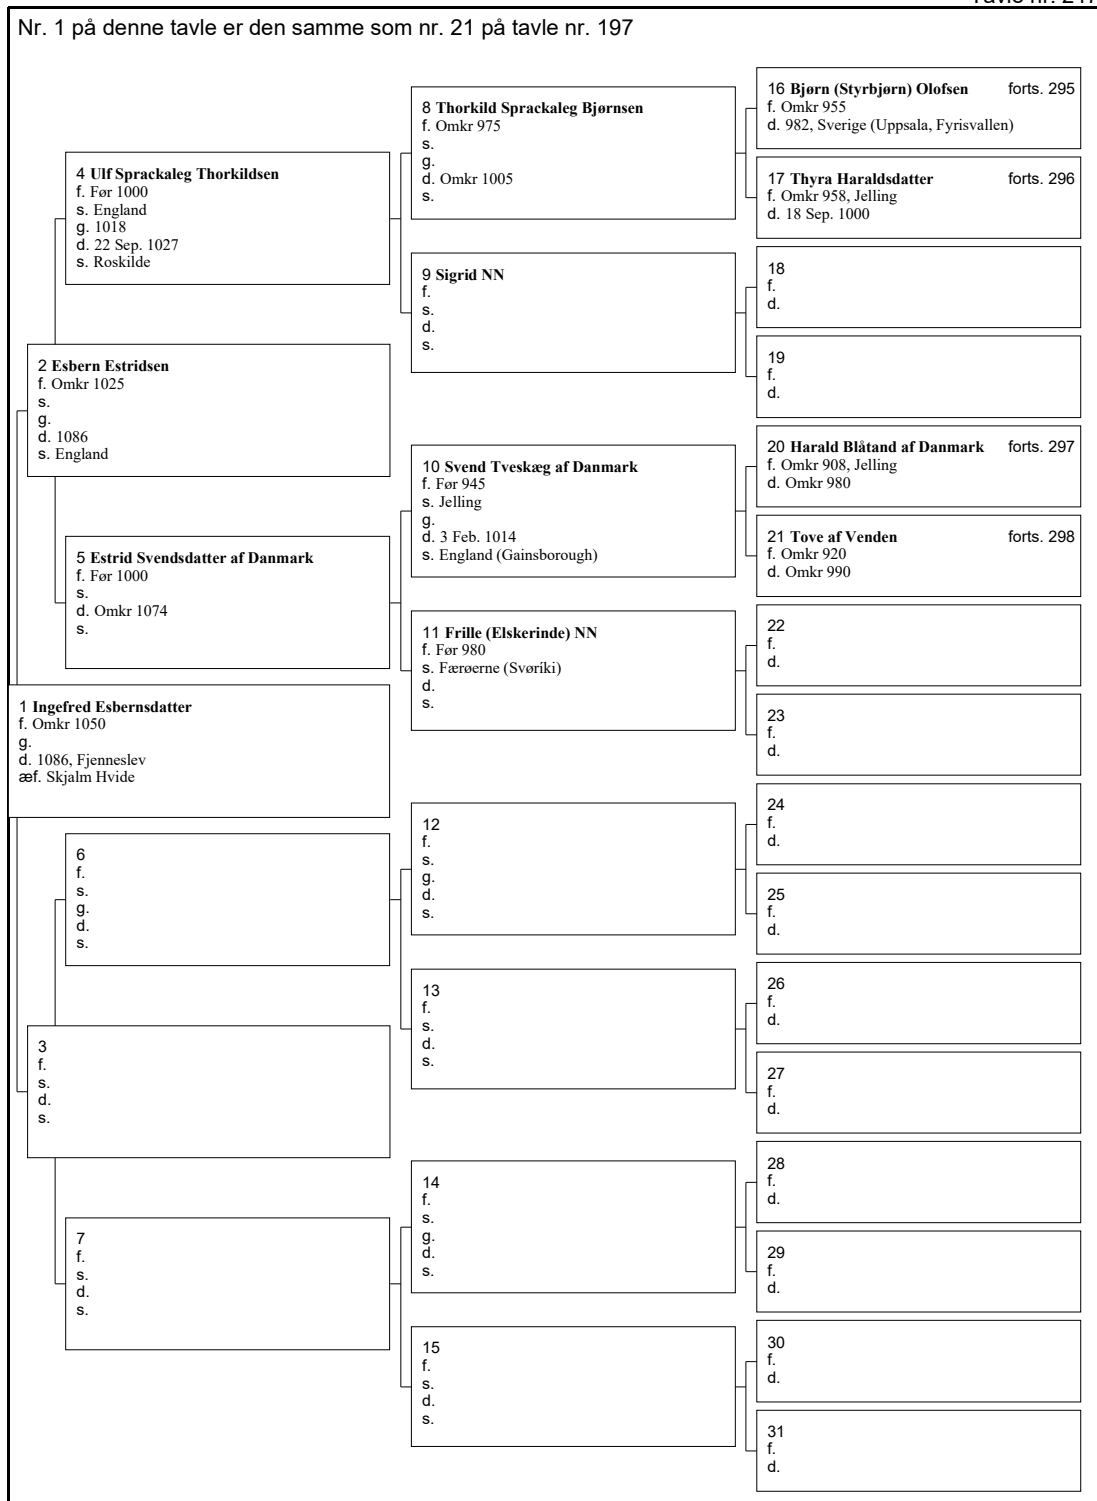 Nr. 1 på denne tavle er den samme som nr. 21 på tavle nr. 197
16 Bjørn (Styrbjørn) Olofsen forts. 295
f. Omkr 955
d. 982, Sverige (Uppsala, Fyrisvallen)
8 Thorkild Sprackaleg Bjørnsen
f. Omkr 975
s.
g.
d. Omkr 1005
s.
4 Ulf Sprackaleg Thorkildsen
f. Før 1000
s. England
g. 1018
d. 22 Sep. 1027
s. Roskilde
17 Thyra Haraldsdatter forts. 296
f. Omkr 958, Jelling
d. 18 Sep. 1000
9 Sigrid NN
f.
s.
d.
s.
18
f.
d.
19
f.
d.
2 Esbern Estridsen
f. Omkr 1025
s.
g.
d. 1086
s. England
20 Harald Blåtand af Danmark forts. 297
f. Omkr 908, Jelling
d. Omkr 980
10 Svend Tveskæg af Danmark
f. Før 945
s. Jelling
g.
d. 3 Feb. 1014
s. England (Gainsborough)
21 Tove af Venden forts. 298
f. Omkr 920
d. Omkr 990
5 Estrid Svendsdatter af Danmark
f. Før 1000
s.
d. Omkr 1074
s.
11 Frille (Elskerinde) NN
f. Før 980
s. Færøerne (Svøríki)
d.
s.
22
f.
d.
23
f.
d.
1 Ingefred Esbernsdatter
f. Omkr 1050
g.
d. 1086, Fjenneslev
æf. Skjalm Hvide
24
f.
d.
12
f.
s.
g.
d.
s.
6
f.
s.
g.
d.
s.
25
f.
d.
13
f.
s.
d.
s.
26
f.
d.
3
f.
s.
d.
s.
27
f.
d.
28
f.
d.
14
f.
s.
g.
d.
s.
7
f.
s.
d.
s.
29
f.
d.
15
f.
s.
d.
s.
30
f.
d.
31
f.
d.